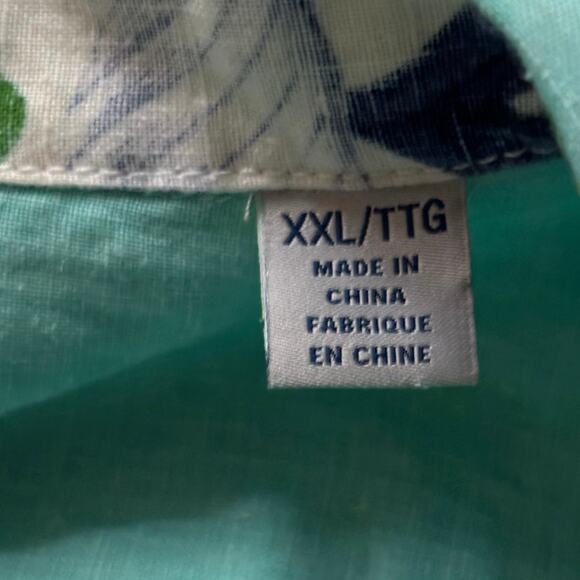 XXL/TTG
MADE IN
CHINA
FABRIQUE
EN CHINE